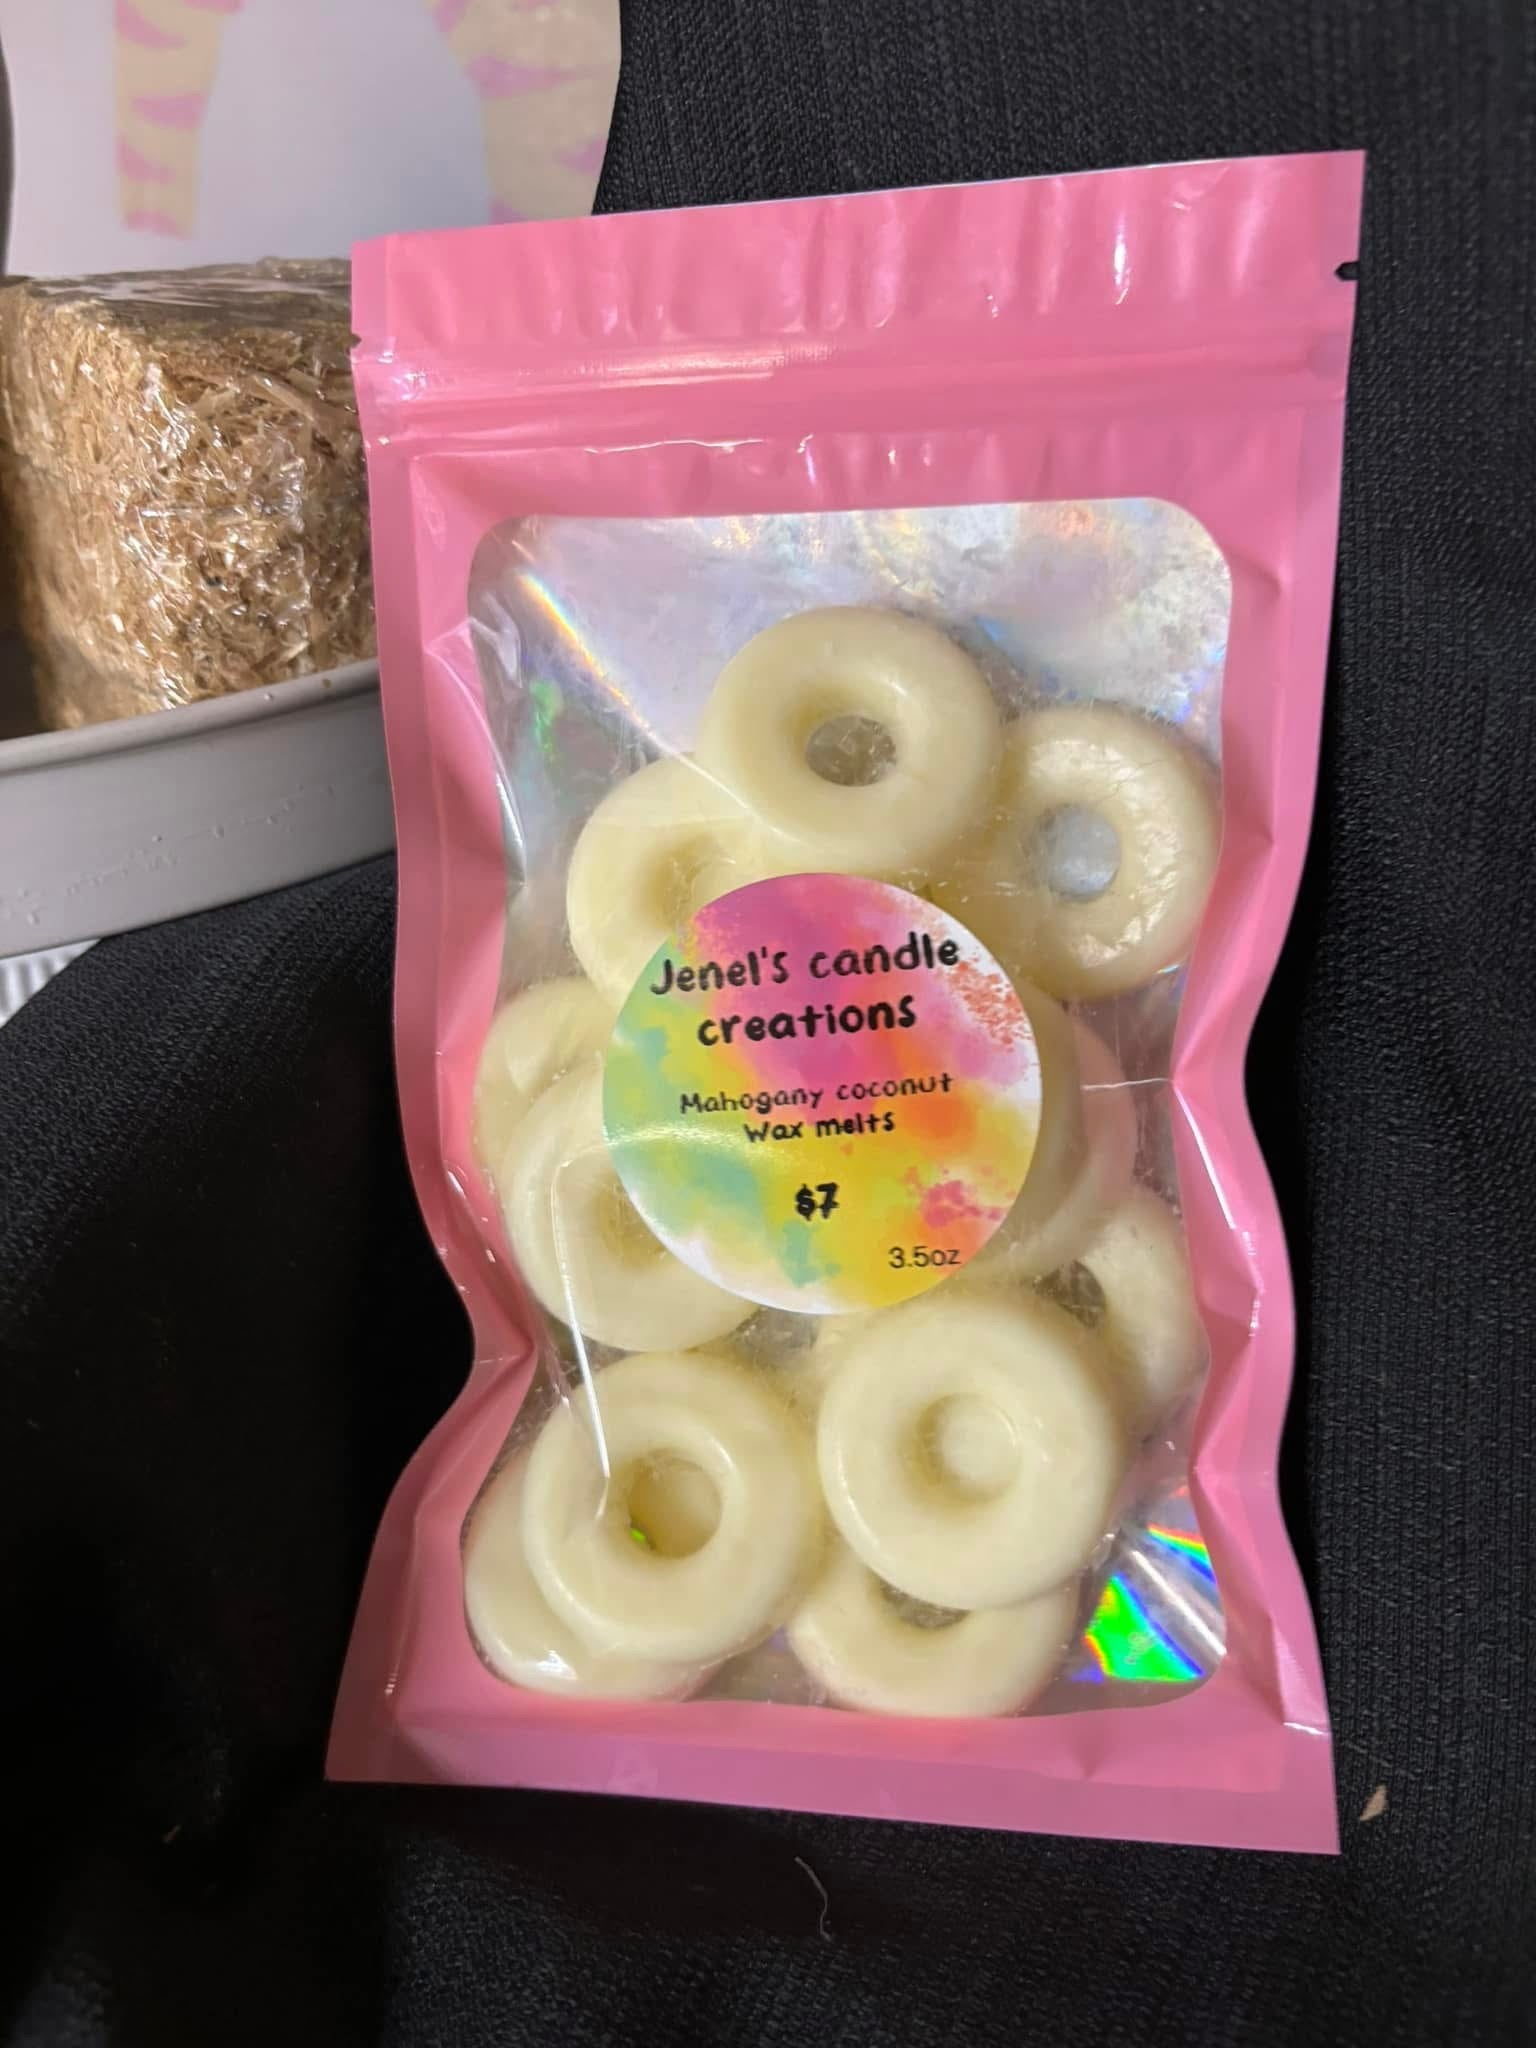 Jenel's candle
creations
Mahogany coconut
Wax melts
$7
3.5oz